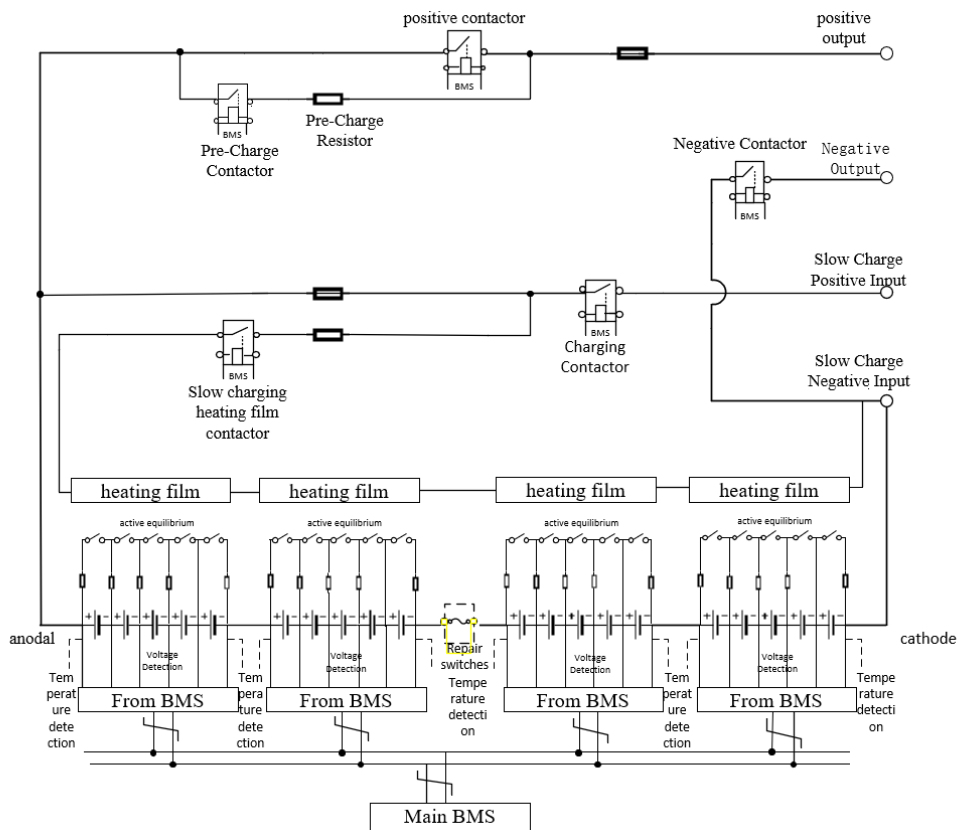 positive contactor
positive
output
BMS
BMS
Pre-Charge
Contactor
Pre-Charge
Resistor
Negative Contactor
Negative
Output
BMS
Slow Charge
Positive Input
BMS
Charging
Contactor
BMS
Slow charging
heating film
contactor
Slow Charge
Negative Input
heating film
heating film
heating film
heating film
active equilibrium
active equilibrium
active equilibrium
active equilibrium
+ - + - + - + - + -
+ - + - + - + - + -
+ - + - + - + - + -
+ - + - + - + - + -
anodal
cathode
Voltage
Detection
Voltage
Detection
Voltage
Detection
Voltage
Detection
Repair
switches
Tem
perat
ure dete
ction
From BMS
Tem
pera
ture dete
ction
From BMS
Tempe
rature
detecti
on
From BMS
Tem
perat
ure dete
ction
From BMS
Tempe
rature
detecti
on
Main BMS